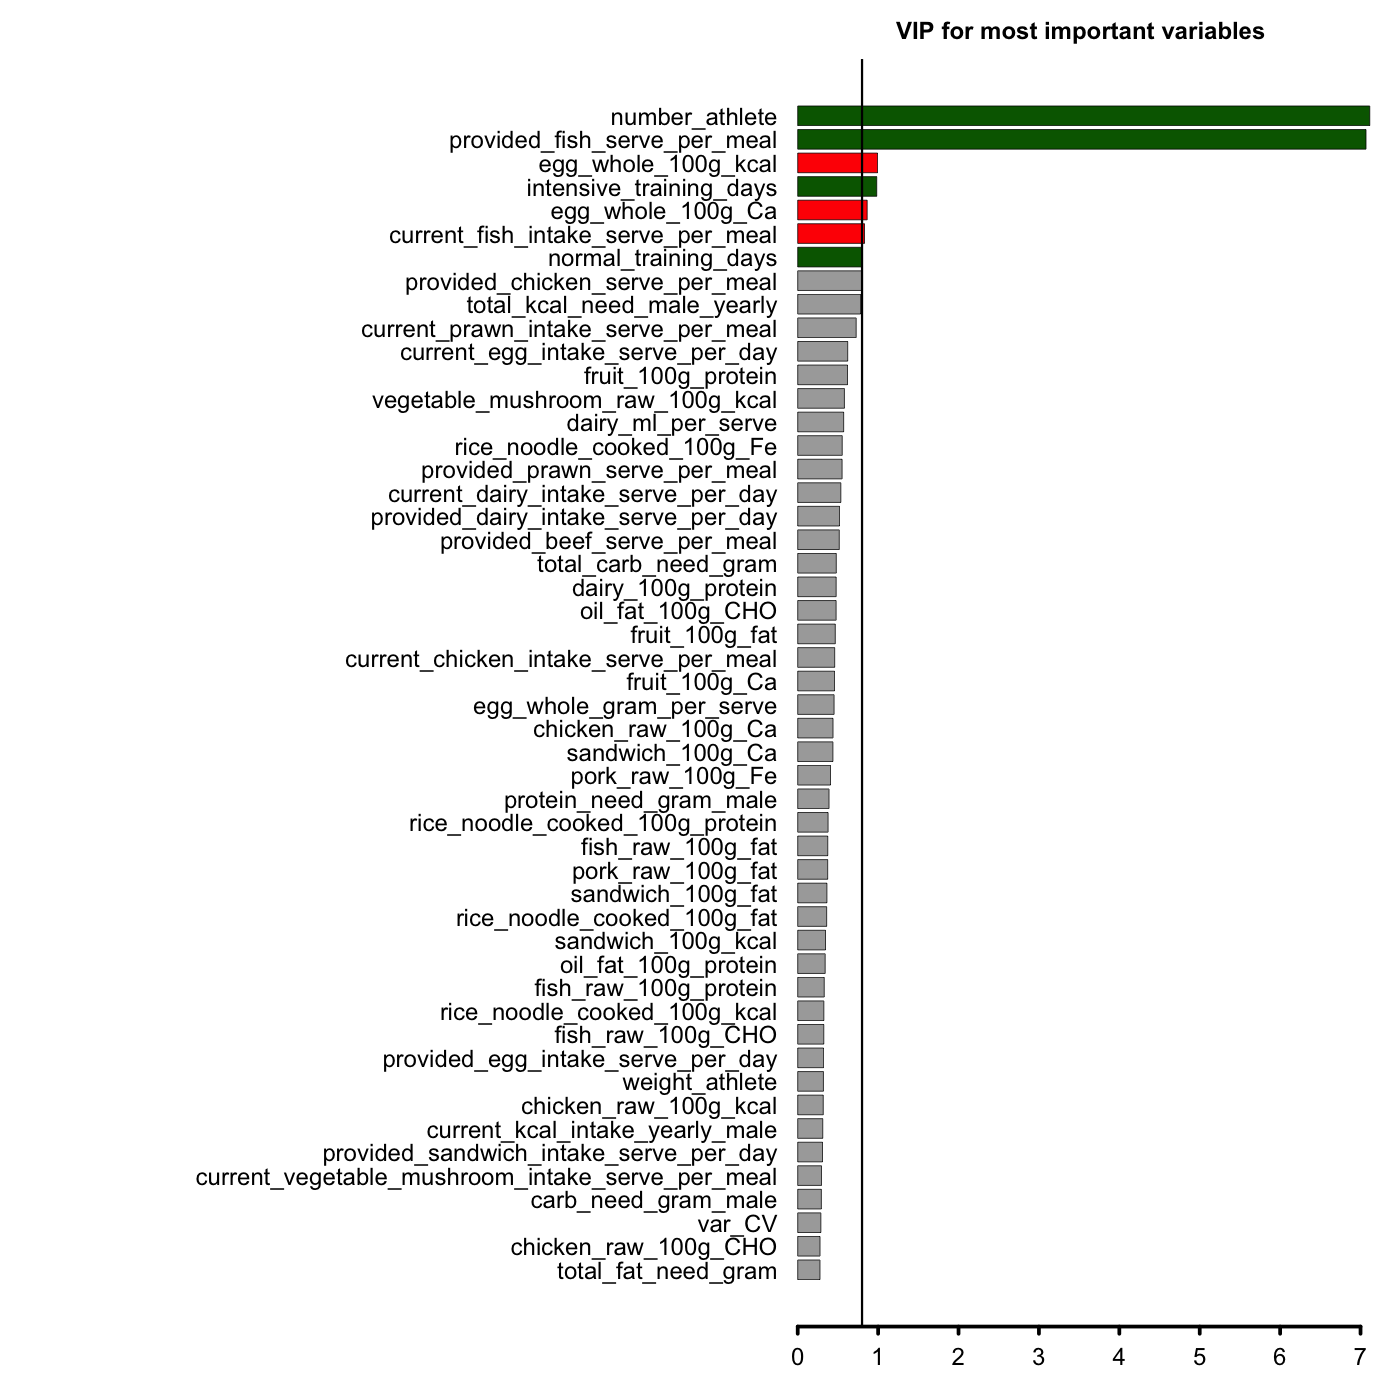 VIP for most important variables
number_athlete
provided_fish_serve_per_meal
egg_whole_100g_kcal
intensive_training_days
egg_whole_100g_Ca
current_fish_intake_serve_per_meal
normal_training_days
provided_chicken_serve_per_meal
total_kcal_need_male_yearly
current_prawn_intake_serve_per_meal
current_egg_intake_serve_per_day
fruit_100g_protein
vegetable_mushroom_raw_100g_kcal
dairy_ml_per_serve
rice_noodle_cooked_100g_Fe
provided_prawn_serve_per_meal
current_dairy_intake_serve_per_day
provided_dairy_intake_serve_per_day
provided_beef_serve_per_meal
total_carb_need_gram
dairy_100g_protein
oil_fat_100g_CHO
fruit_100g_fat
current_chicken_intake_serve_per_meal
fruit_100g_Ca
egg_whole_gram_per_serve
chicken_raw_100g_Ca
sandwich_100g_Ca
pork_raw_100g_Fe
protein_need_gram_male
rice_noodle_cooked_100g_protein
fish_raw_100g_fat
pork_raw_100g_fat
sandwich_100g_fat
rice_noodle_cooked_100g_fat
sandwich_100g_kcal
oil_fat_100g_protein
fish_raw_100g_protein
rice_noodle_cooked_100g_kcal
fish_raw_100g_CHO
provided_egg_intake_serve_per_day
weight_athlete
chicken_raw_100g_kcal
current_kcal_intake_yearly_male
provided_sandwich_intake_serve_per_day
current_vegetable_mushroom_intake_serve_per_meal
carb_need_gram_male
var_CV
chicken_raw_100g_CHO
total_fat_need_gram
0 1 2 3 4 5 6 7